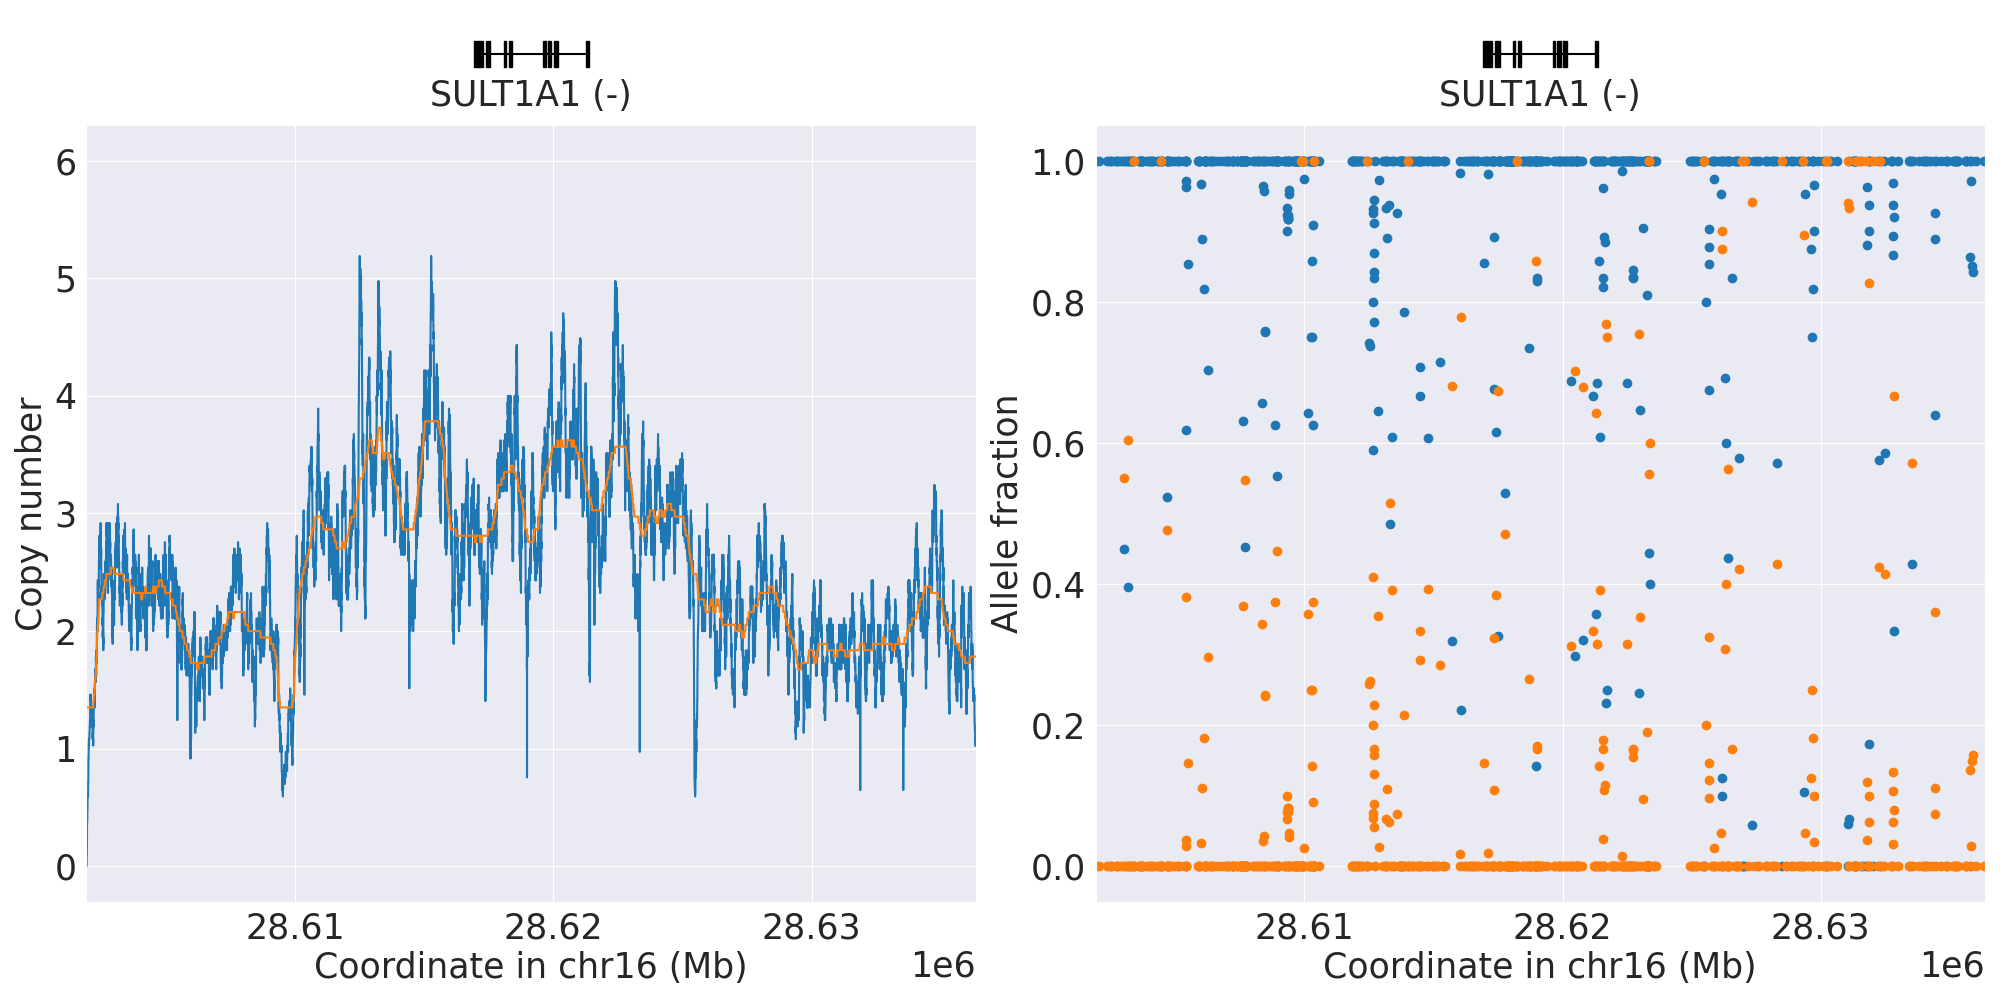 SULT1A1 (-)
6
5
4
3
2
1
0
Copy number
28.61
28.62
28.63
Coordinate in chr16 (Mb)
1e6
SULT1A1 (-)
1.0
0.8
0.6
0.4
0.2
0.0
Allele fraction
28.61
28.62
28.63
Coordinate in chr16 (Mb)
1e6